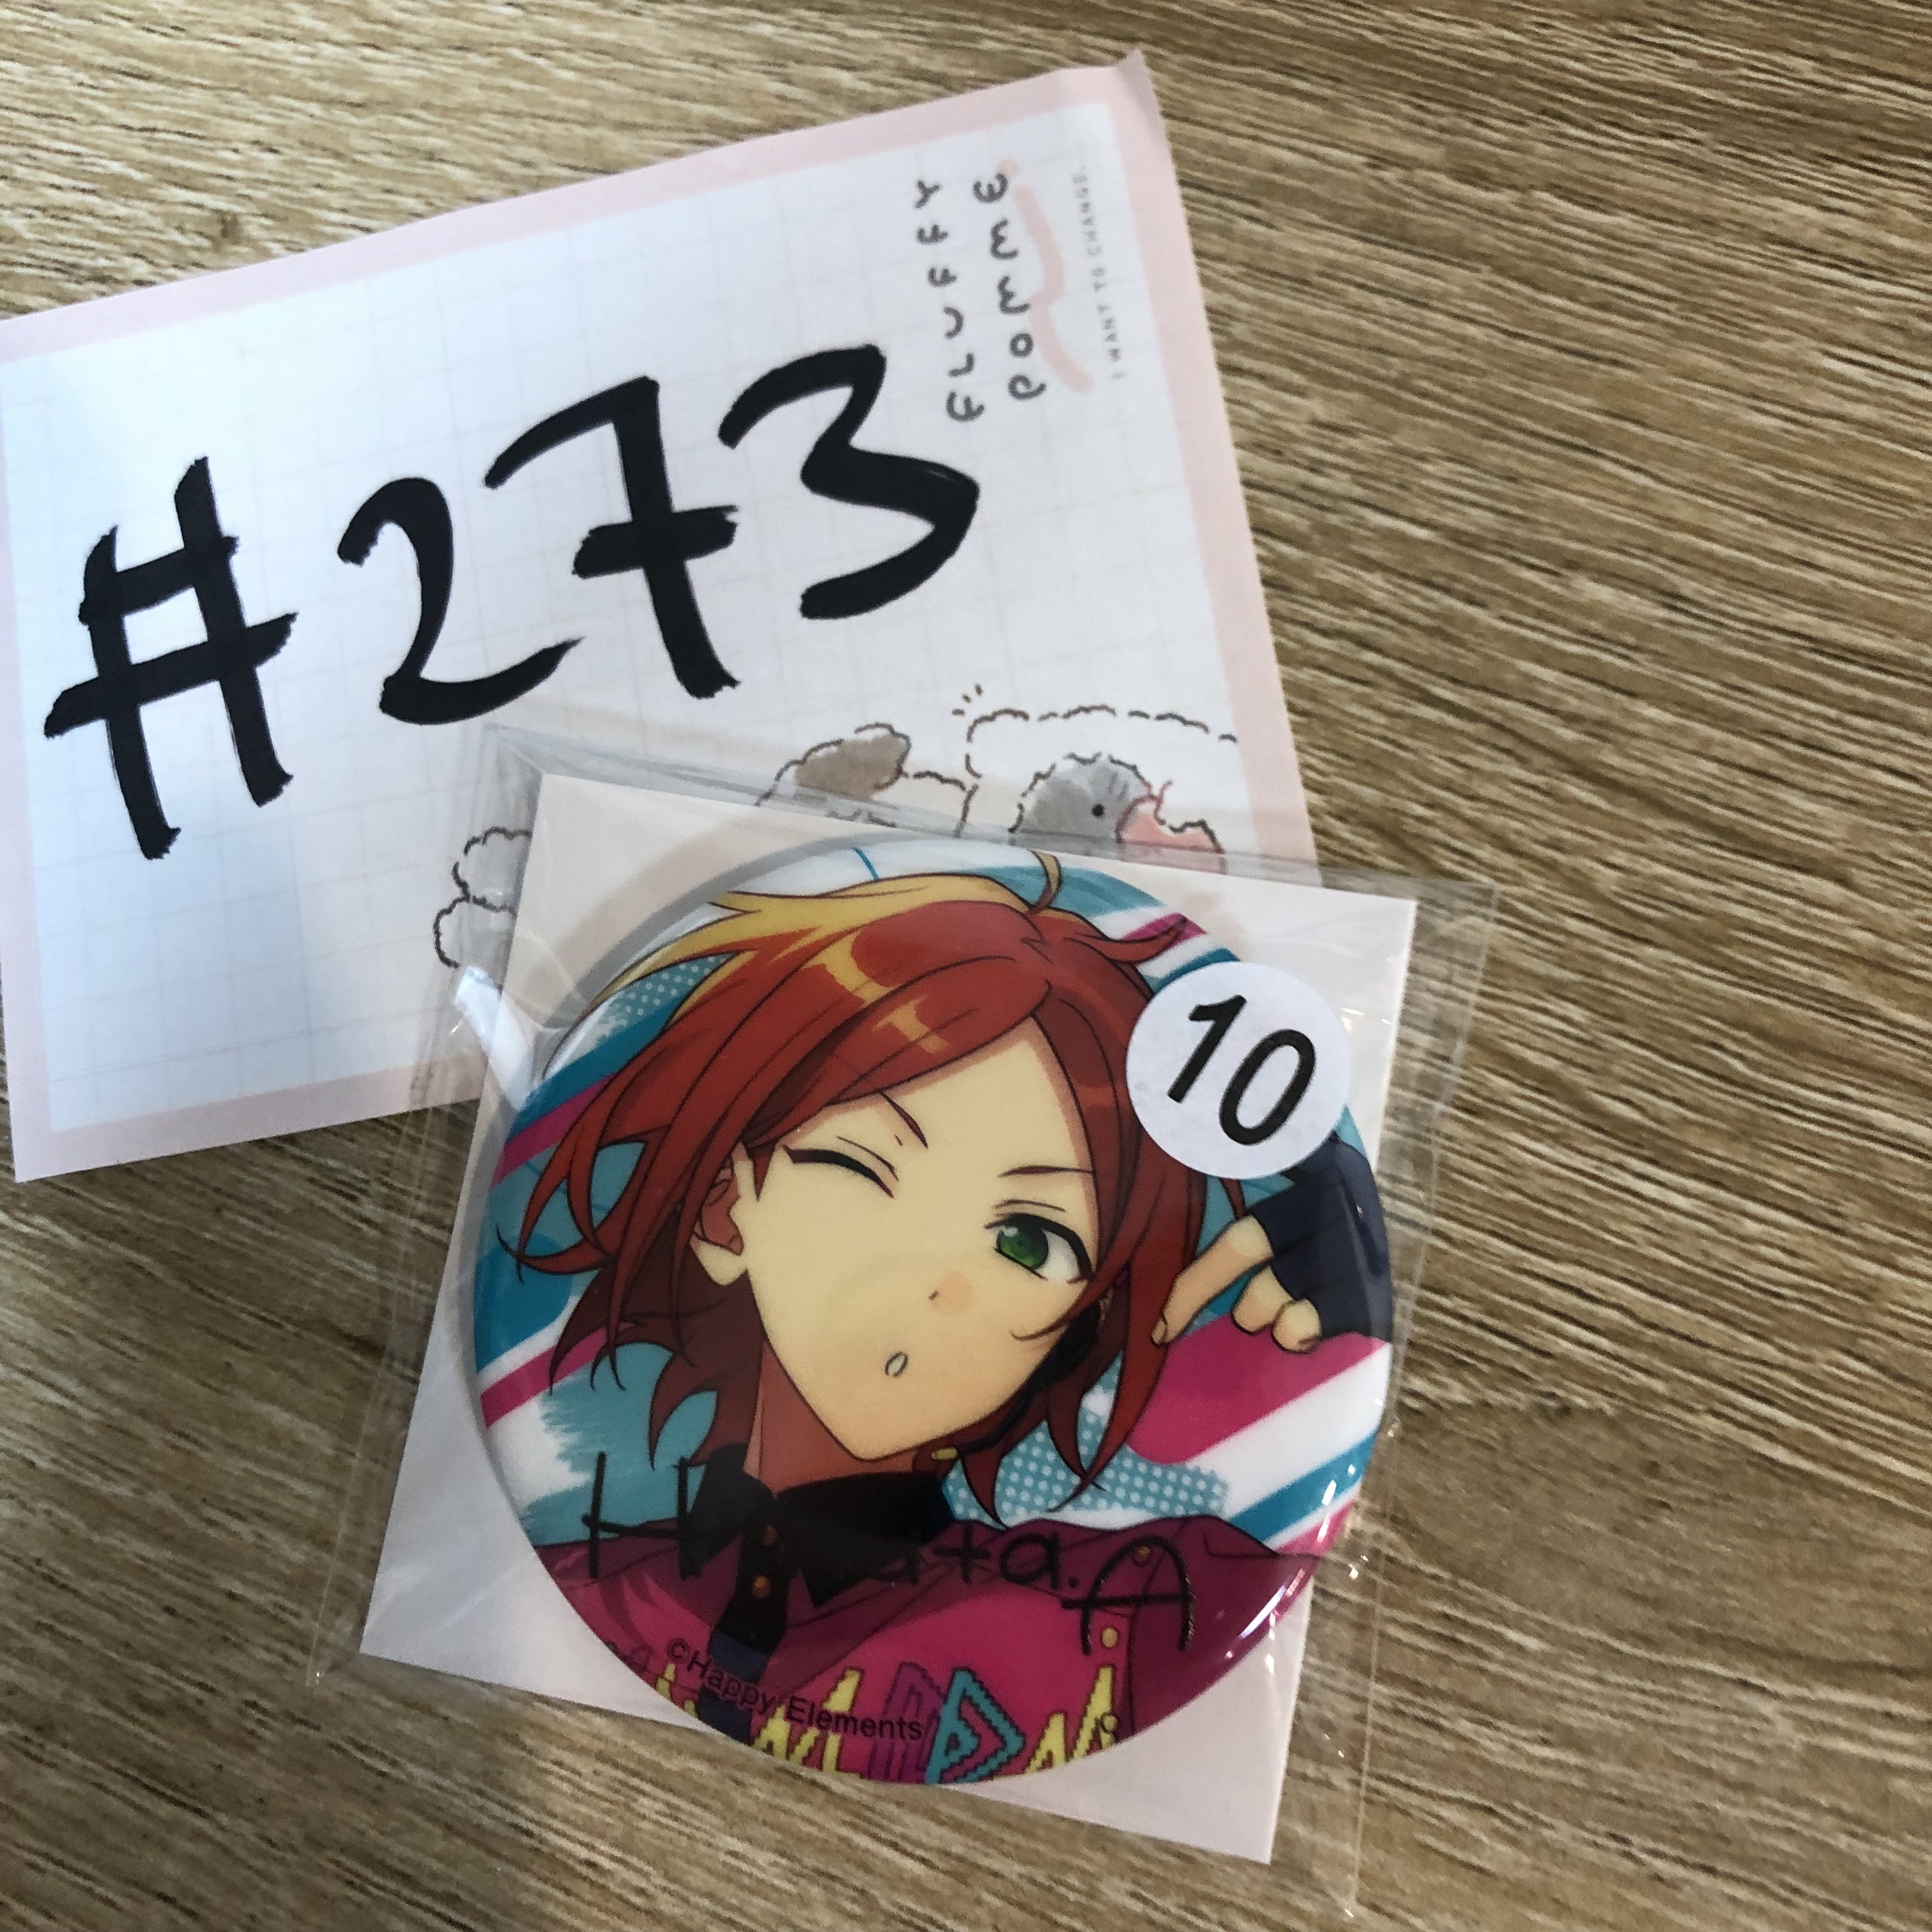 FLUFFY
POMME
I WANT TO CHANGE..
#273
10
Hinata.A
©Happy Elements